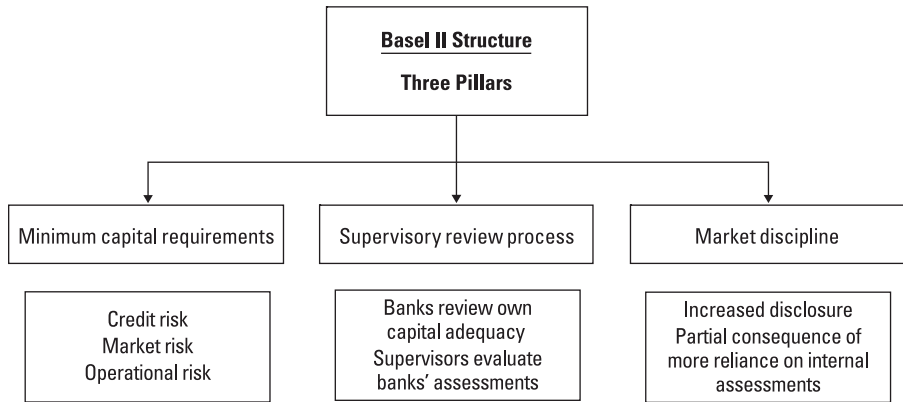 Basel II Structure
Three Pillars
Minimum capital requirements
Supervisory review process
Market discipline
Credit risk
Market risk
Operational risk
Banks review own
capital adequacy
Supervisors evaluate
banks’ assessments
Increased disclosure
Partial consequence of
more reliance on internal
assessments